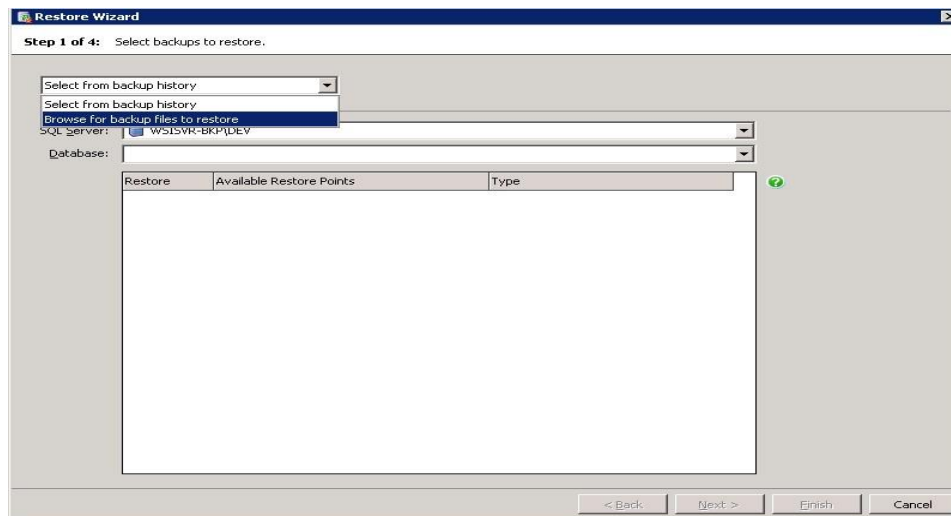 Restore Wizard
Step 1 of 4: Select backups to restore.
Select from backup history
Select from backup history
Browse for backup files to restore
SQL Server: WSISVR-BKP\DEV
Database:
Restore Available Restore Points Type
?
< Back Next > Finish Cancel